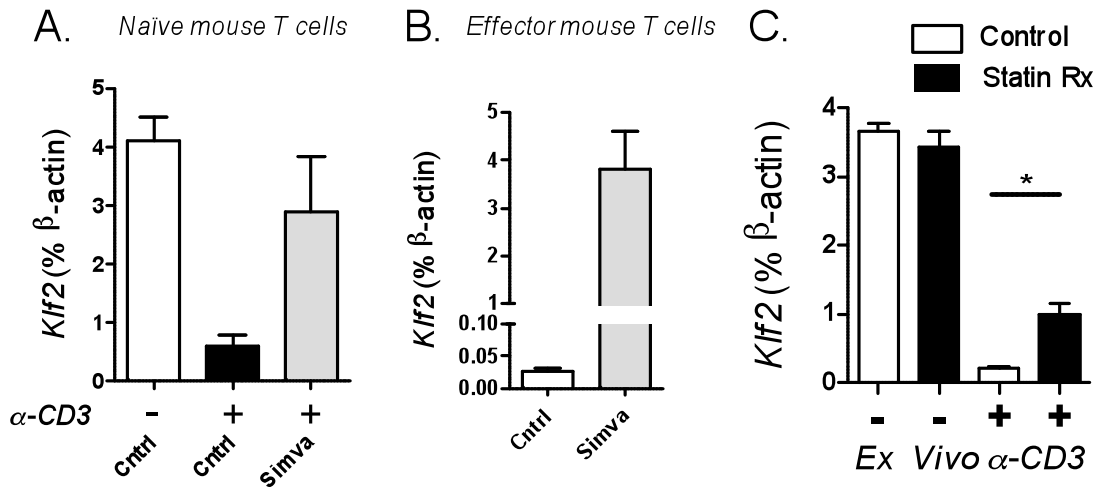 A. Naïve mouse T cells
Klf2 (% β-actin)
5
4
3
2
1
0
α-CD3 - + +
Cntrl Cntrl Simva
B. Effector mouse T cells
Klf2 (% β-actin)
5
4
3
2
1
0.10
0.05
0.00
Cntrl Simva
C.
Control
Statin Rx
Klf2 (% β-actin)
4
3
2
1
0
*
- - + +
Ex Vivo α-CD3